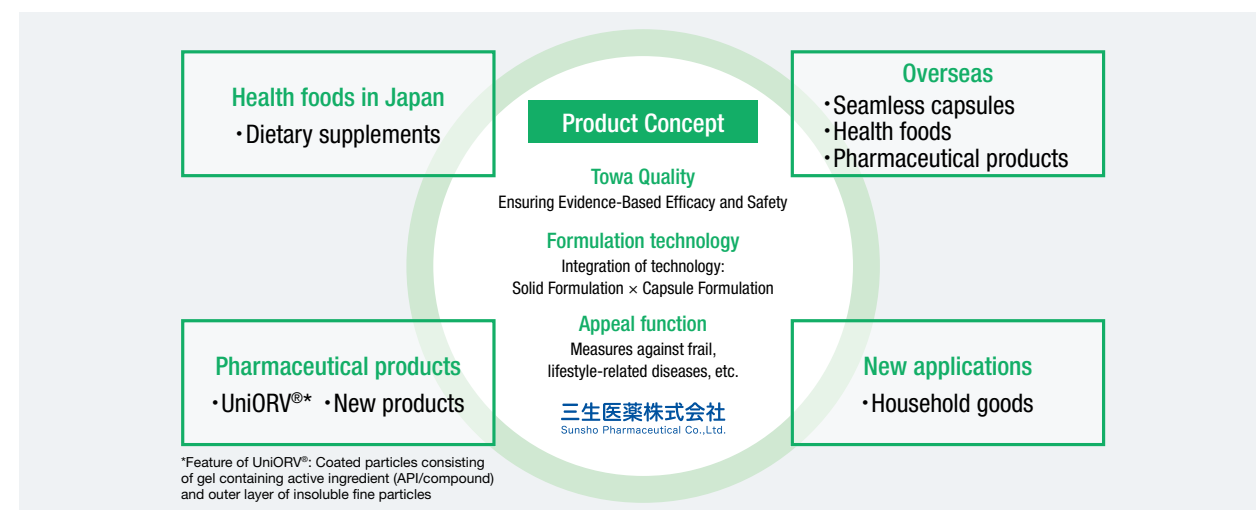 Health foods in Japan
・Dietary supplements
Overseas
・Seamless capsules
・Health foods
・Pharmaceutical products
Product Concept
Towa Quality
Ensuring Evidence-Based Efficacy and Safety
Formulation technology
Integration of technology:
Solid Formulation × Capsule Formulation
Appeal function
Measures against frail,
lifestyle-related diseases, etc.
三生医薬株式会社
Sunsho Pharmaceutical Co.,Ltd.
Pharmaceutical products
・UniORV®* ・New products
New applications
・Household goods
*Feature of UniORV®: Coated particles consisting
of gel containing active ingredient (API/compound)
and outer layer of insoluble fine particles